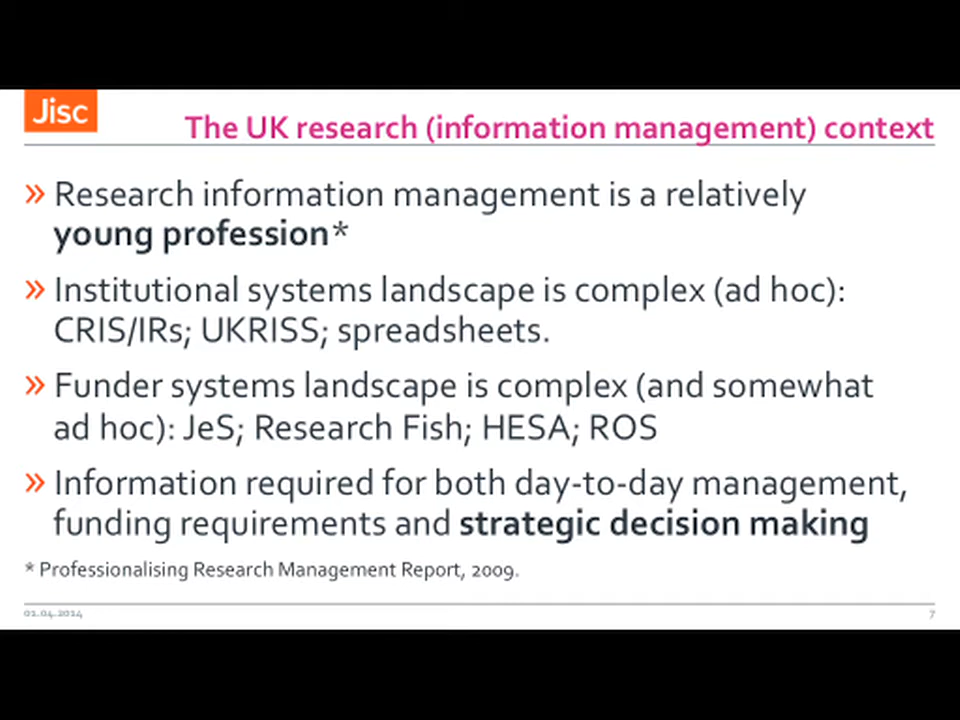 Jisc
The UK research (information management) context
» Research information management is a relatively
young profession*
» Institutional systems landscape is complex (ad hoc):
CRIS/IRs; UKRISS; spreadsheets.
» Funder systems landscape is complex (and somewhat
ad hoc): JeS; Research Fish; HESA; ROS
» Information required for both day-to-day management,
funding requirements and strategic decision making
* Professionalising Research Management Report, 2009.
01.04.2014
7